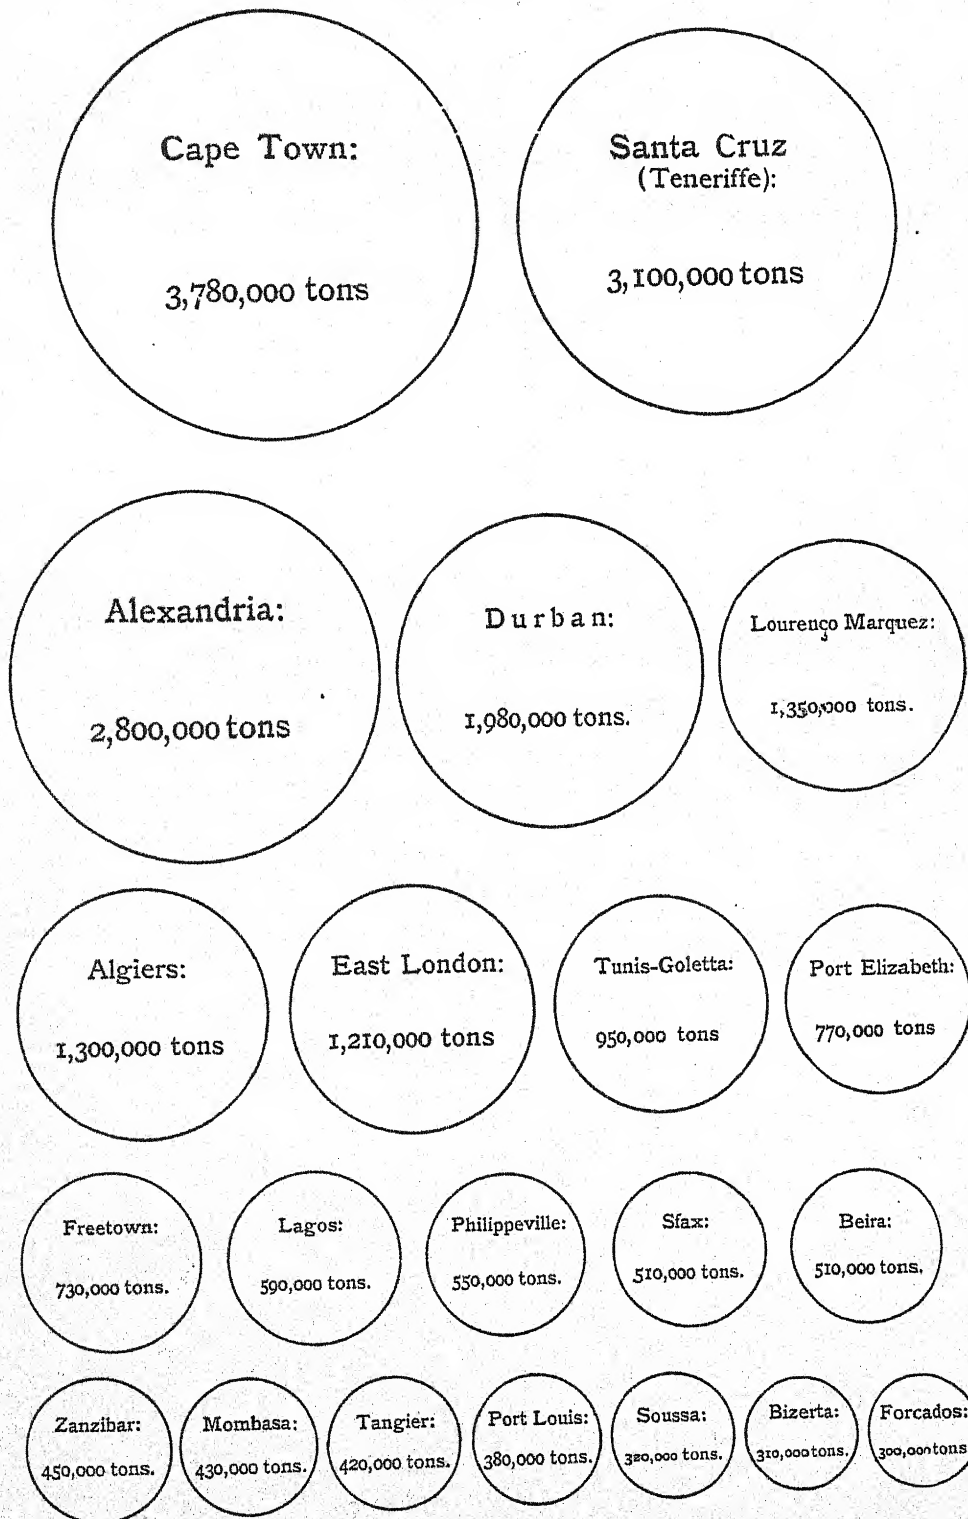 Cape Town:
3,780,000 tons
Santa Cruz
(Teneriffe):
3,100,000 tons
Alexandria:
2,800,000 tons
Durban:
1,980,000 tons.
Lourenço Marquez:
1,350,000 tons.
Algiers:
1,300,000 tons
East London:
1,210,000 tons
Tunis-Goletta:
950,000 tons
Port Elizabeth:
770,000 tons
Freetown:
730,000 tons.
Lagos:
590,000 tons.
Philippeville:
550,000 tons.
Sfax:
510,000 tons.
Beira:
510,000 tons.
Zanzibar:
450,000 tons.
Mombasa:
430,000 tons.
Tangier:
420,000 tons.
Port Louis:
380,000 tons.
Soussa:
320,000 tons.
Bizerta:
310,000 tons.
Forcados:
300,000 tons